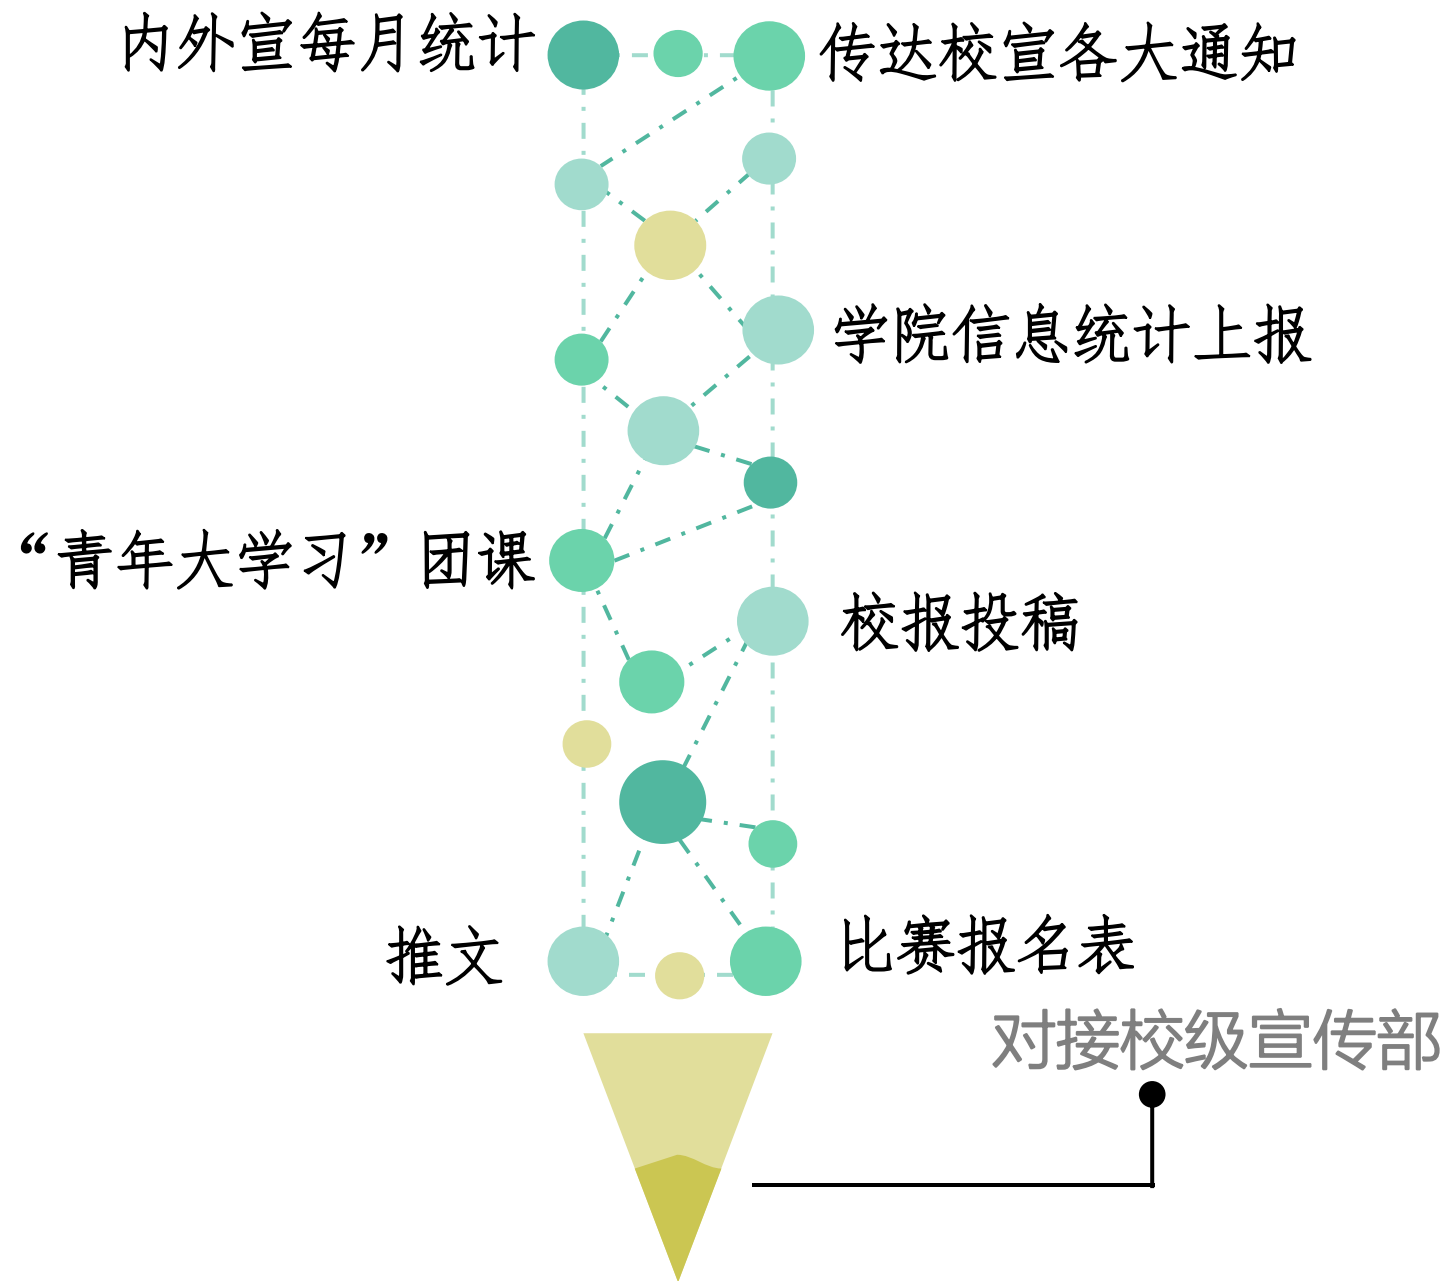 内外宣每月统计
传达校宣各大通知
学院信息统计上报
“青年大学习”团课
校报投稿
推文
比赛报名表
对接校级宣传部